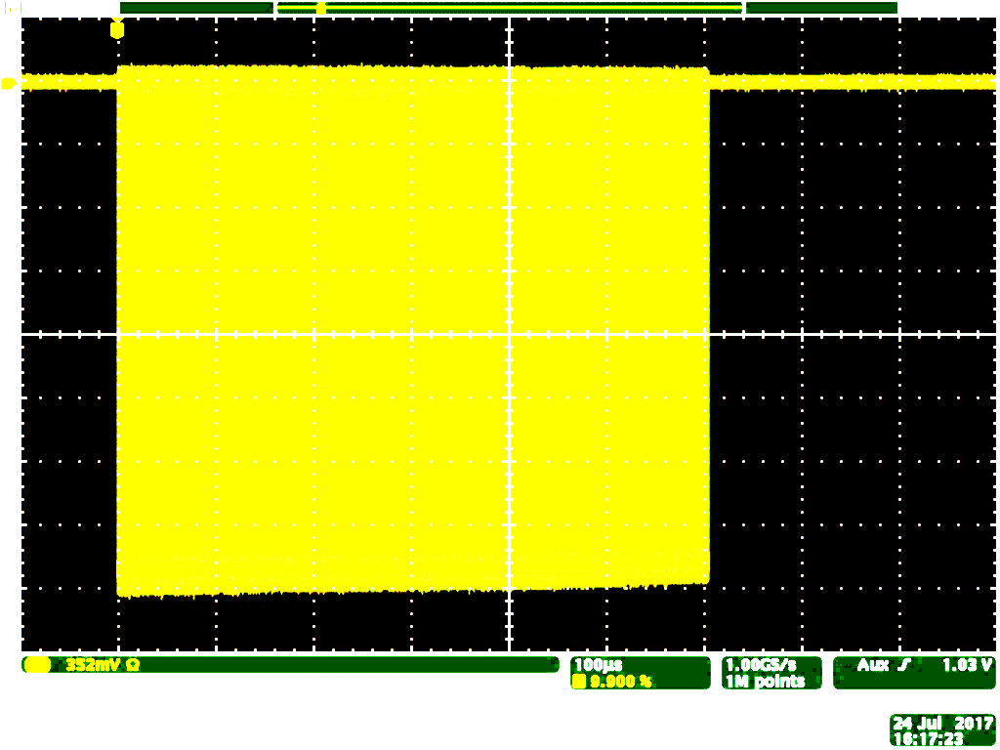 352mV Ω
100µs
9.900 %
1.00GS/s
1M points
Aux 1.03 V
24 Jul 2017
16:17:23